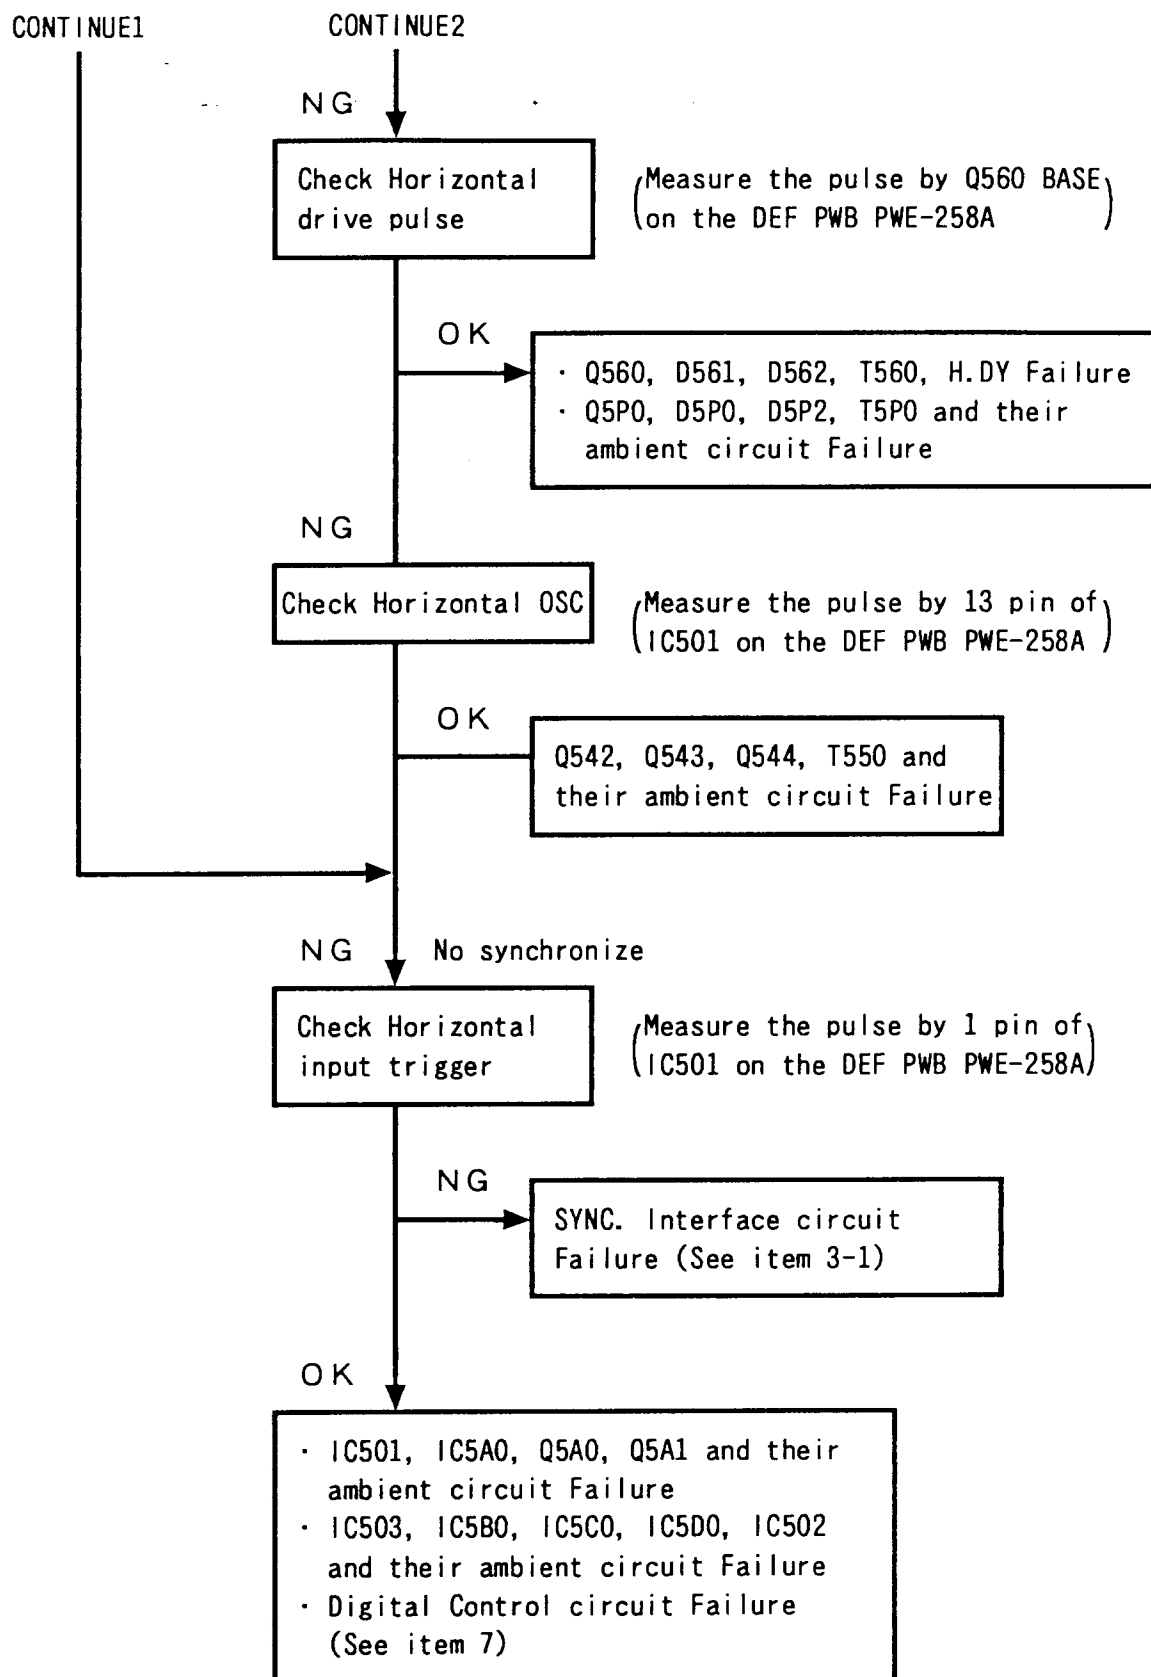 CONTINUE1
CONTINUE2
NG
Check Horizontal
drive pulse
(Measure the pulse by Q560 BASE
on the DEF PWB PWE-258A)
OK
· Q560, D561, D562, T560, H.DY Failure
· Q5P0, D5P0, D5P2, T5P0 and their
ambient circuit Failure
NG
Check Horizontal OSC
(Measure the pulse by 13 pin of
IC501 on the DEF PWB PWE-258A)
OK
Q542, Q543, Q544, T550 and
their ambient circuit Failure
NG No synchronize
Check Horizontal
input trigger
(Measure the pulse by 1 pin of
IC501 on the DEF PWB PWE-258A)
NG
SYNC. Interface circuit
Failure (See item 3-1)
OK
· IC501, IC5A0, Q5A0, Q5A1 and their
ambient circuit Failure
· IC503, IC5B0, IC5C0, IC5D0, IC502
and their ambient circuit Failure
· Digital Control circuit Failure
(See item 7)